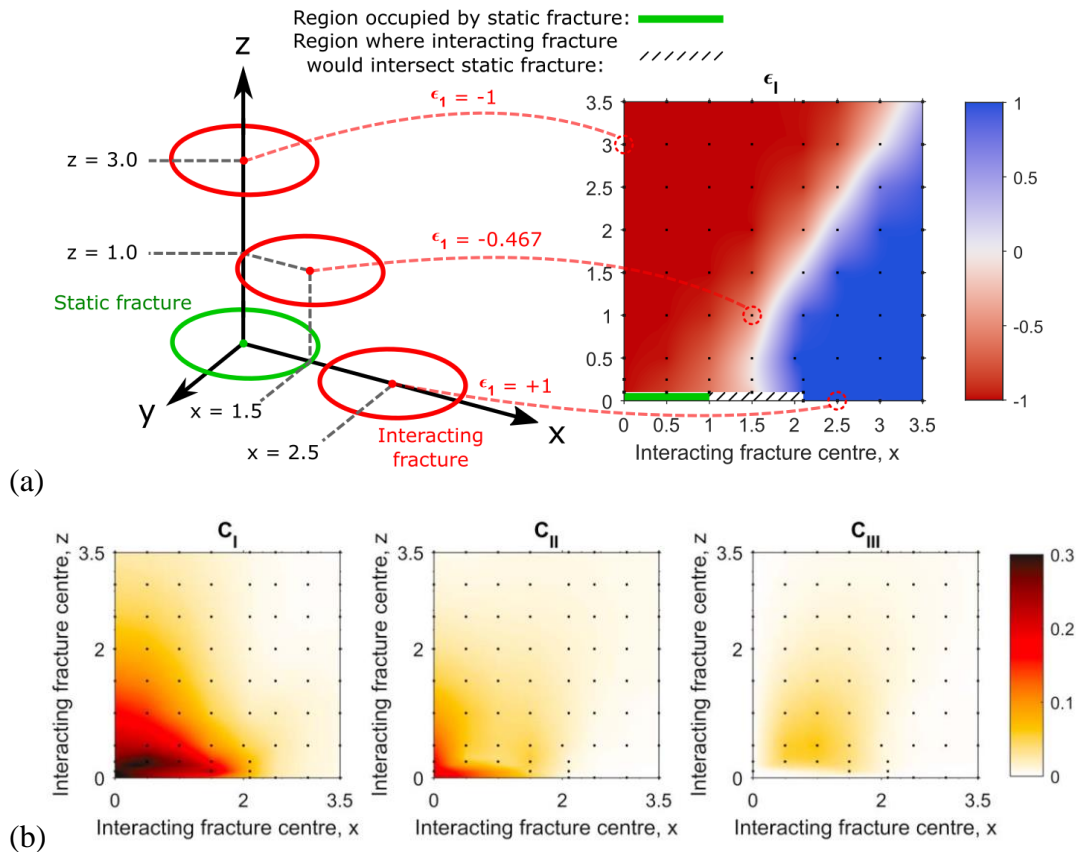 Region occupied by static fracture:
Region where interacting fracture
would intersect static fracture:
z
z = 3.0
z = 1.0
Static fracture
y
x = 1.5
x = 2.5
x
Interacting
fracture
ϵ₁ = -1
ϵ₁ = -0.467
ϵ₁ = +1
ϵ_I
3.5
3
2.5
2
1.5
1
0.5
0
0 0.5 1 1.5 2 2.5 3 3.5
Interacting fracture centre, x
1
0.5
0
-0.5
-1
(a)
C_I
Interacting fracture centre, z
3.5
2
0
0 2 3.5
Interacting fracture centre, x
C_II
Interacting fracture centre, z
3.5
2
0
0 2 3.5
Interacting fracture centre, x
C_III
Interacting fracture centre, z
3.5
2
0
0 2 3.5
Interacting fracture centre, x
0.3
0.2
0.1
0
(b)